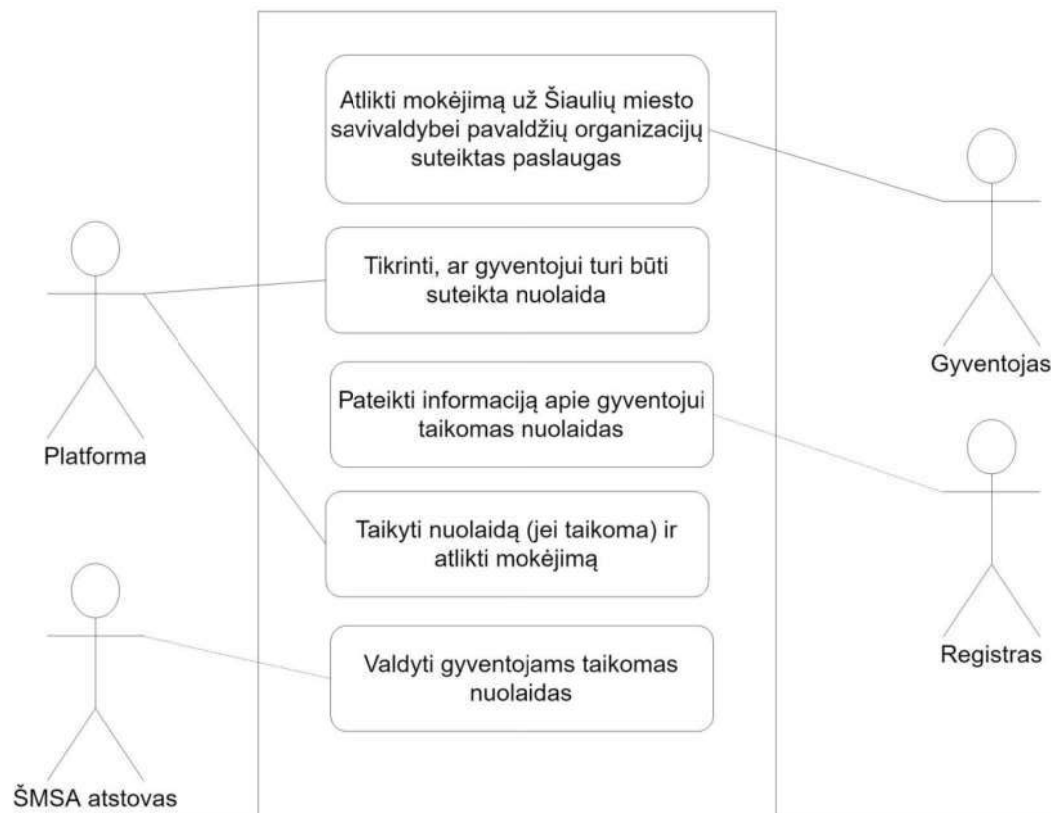 Atlikti mokėjimą už Šiaulių miesto
savivaldybei pavaldžių organizacijų
suteiktas paslaugas
Tikrinti, ar gyventojui turi būti
suteikta nuolaida
Gyventojas
Pateikti informaciją apie gyventojui
taikomas nuolaidas
Platforma
Taikyti nuolaidą (jei taikoma) ir
atlikti mokėjimą
Valdyti gyventojams taikomas
nuolaidas
Registras
ŠMSA atstovas